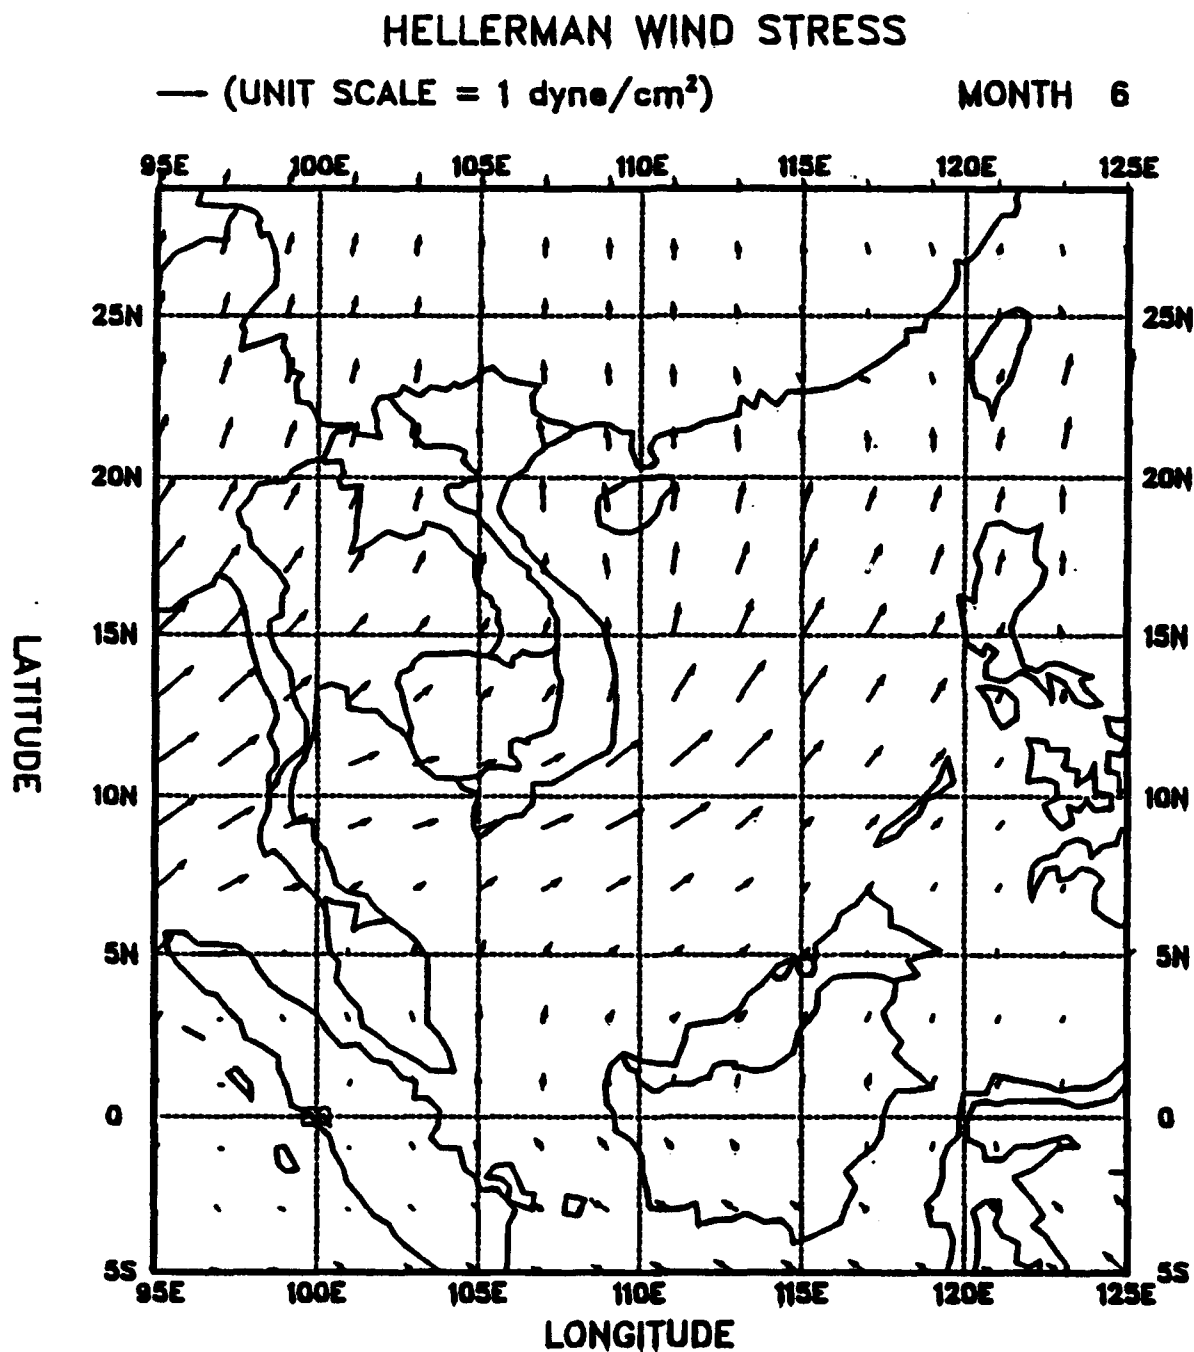 HELLERMAN WIND STRESS
(UNIT SCALE = 1 dyne/cm²) MONTH 6
95E 100E 105E 110E 115E 120E 125E
25N 25N
20N 20N
15N 15N
LATITUDE
10N 10N
5N 5N
0 0
5S 5S
95E 100E 105E 110E 115E 120E 125E
LONGITUDE